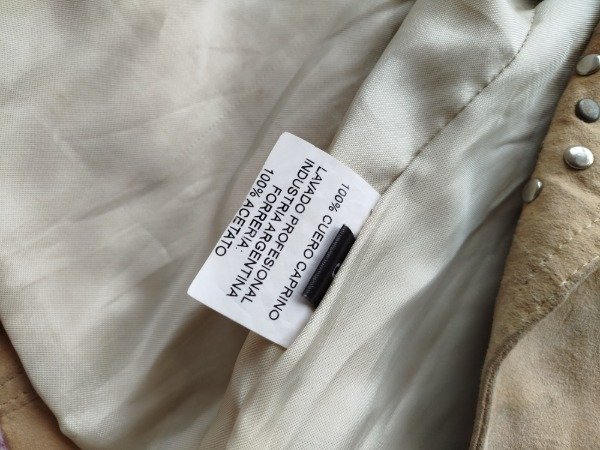 100% CUERO CAPRINO
LAVADO PROFESIONAL
INDUSTRIA ARGENTINA
FORRERIA:
100% ACETATO